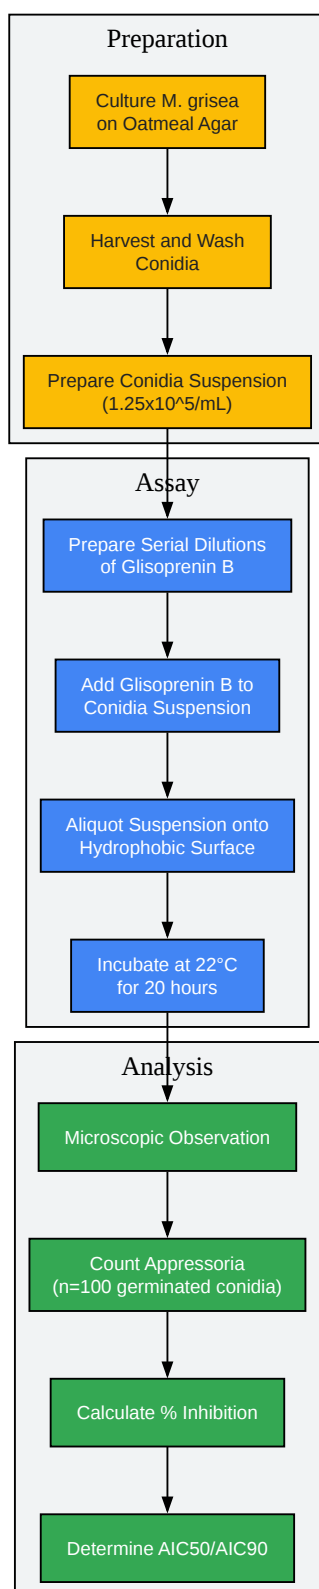 Preparation
Culture M. grisea
on Oatmeal Agar
Harvest and Wash
Conidia
Prepare Conidia Suspension
(1.25x10^5/mL)
Assay
Prepare Serial Dilutions
of Glisoprenin B
Add Glisoprenin B to
Conidia Suspension
Aliquot Suspension onto
Hydrophobic Surface
Incubate at 22°C
for 20 hours
Analysis
Microscopic Observation
Count Appressoria
(n=100 germinated conidia)
Calculate % Inhibition
Determine AIC50/AIC90